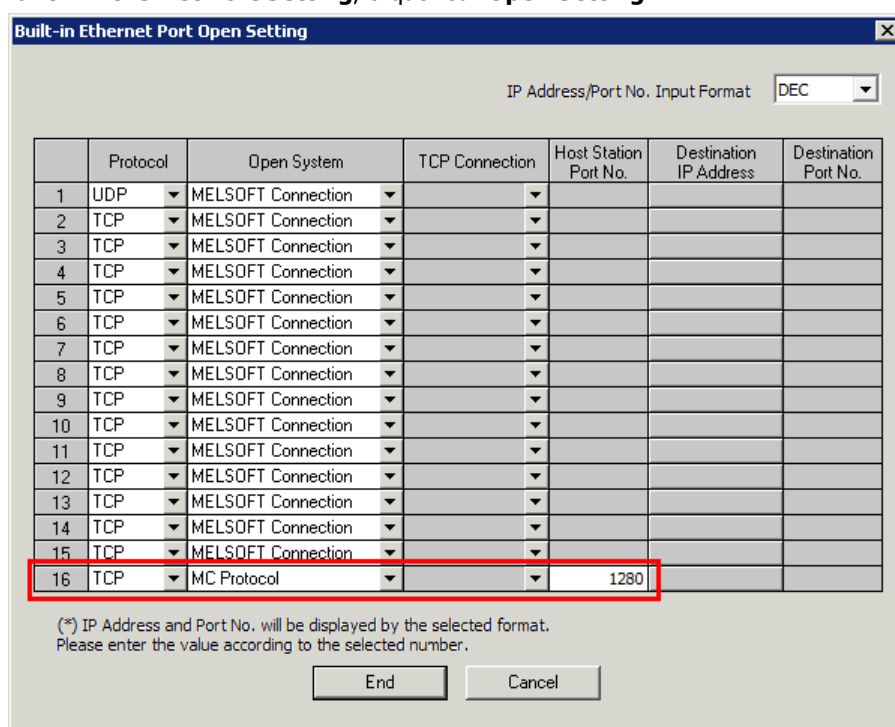 Built-in Ethernet Port Open Setting
IP Address/Port No. Input Format DEC
Protocol Open System TCP Connection Host Station Port No. Destination IP Address Destination Port No.
1 UDP MELSOFT Connection
2 TCP MELSOFT Connection
3 TCP MELSOFT Connection
4 TCP MELSOFT Connection
5 TCP MELSOFT Connection
6 TCP MELSOFT Connection
7 TCP MELSOFT Connection
8 TCP MELSOFT Connection
9 TCP MELSOFT Connection
10 TCP MELSOFT Connection
11 TCP MELSOFT Connection
12 TCP MELSOFT Connection
13 TCP MELSOFT Connection
14 TCP MELSOFT Connection
15 TCP MELSOFT Connection
16 TCP MC Protocol 1280
(*) IP Address and Port No. will be displayed by the selected format.
Please enter the value according to the selected number.
End Cancel